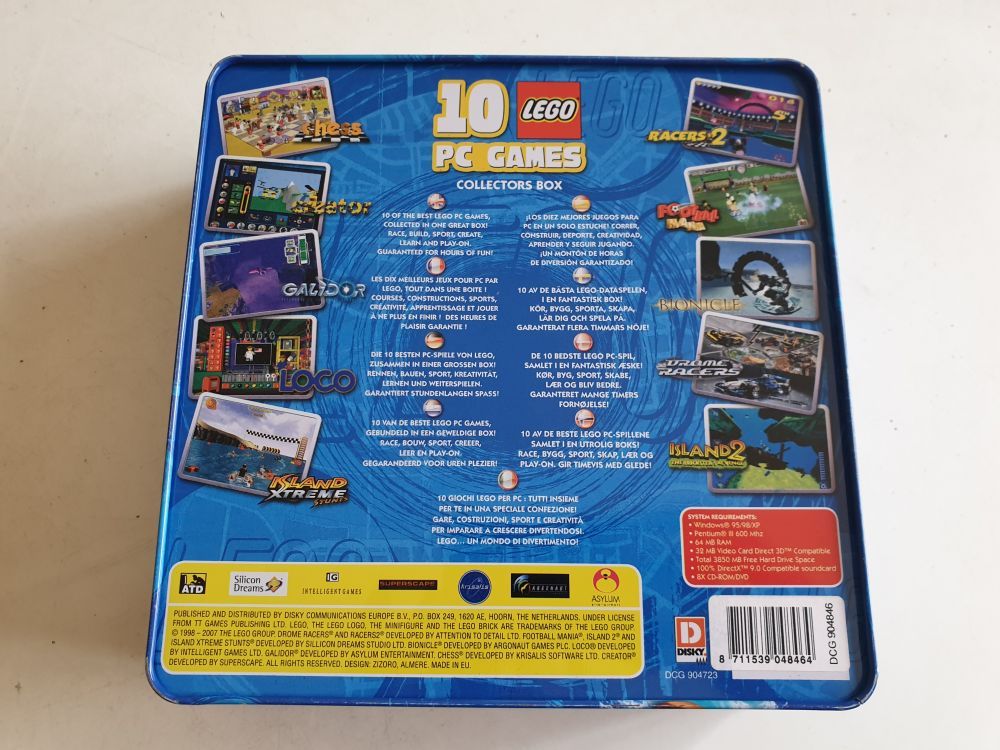 10 LEGO
PC GAMES
COLLECTORS BOX
chess
creator
GALIDOR
LOCO
ISLAND
XTREME
STUNTS
RACERS 2
FOOTBALL
MANIA
BIONICLE
DROME
RACERS
ISLAND 2
10 OF THE BEST LEGO PC GAMES,
COLLECTED IN ONE GREAT BOX!
RACE, BUILD, SPORT, CREATE,
LEARN AND PLAY-ON.
GUARANTEED FOR HOURS OF FUN!
LES DIX MEILLEURS JEUX POUR PC PAR
LEGO, TOUT DANS UNE BOITE !
COURSES, CONSTRUCTIONS, SPORTS,
CRÉATIVITÉ, APPRENTISSAGE ET JOUER
À NE PLUS EN FINIR ! DES HEURES DE
PLAISIR GARANTIE !
DIE 10 BESTEN PC-SPIELE VON LEGO,
ZUSAMMEN IN EINER GROSSEN BOX!
RENNEN, BAUEN, SPORT, KREATIVITÄT,
LERNEN UND WEITERSPIELEN.
GARANTIERT STUNDENLANGEN SPASS!
10 VAN DE BESTE LEGO PC GAMES,
GEBUNDELD IN EEN GEWELDIGE BOX!
RACE, BOUW, SPORT, CREEER,
LEER EN PLAY-ON.
GEGARANDEERD VOOR UREN PLEZIER!
¡LOS DIEZ MEJORES JUEGOS PARA
PC EN UN SOLO ESTUCHE! CORRER,
CONSTRUIR, DEPORTE, CREATIVIDAD,
APRENDER Y SEGUIR JUGANDO.
¡UN MONTÓN DE HORAS
DE DIVERSIÓN GARANTIZADO!
10 AV DE BÄSTA LEGO-DATASPELEN,
I EN FANTASTISK BOX!
KÖR, BYGG, SPORTA, SKAPA,
LÄR DIG OCH SPELA PÅ.
GARANTERAT FLERA TIMMARS NÖJE!
DE 10 BEDSTE LEGO PC-SPIL,
SAMLET I EN FANTASTISK ÆSKE!
KØR, BYG, SPORT, SKABE,
LÆR OG BLIV BEDRE.
GARANTERET MANGE TIMERS
FORNØJELSE!
10 AV DE BESTE LEGO PC-SPILLENE
SAMLET I EN UTROLIG BOKS!
RACE, BYGG, SPORT, SKAP, LÆR OG
PLAY-ON. GIR TIMEVIS MED GLEDE!
10 GIOCHI LEGO PER PC : TUTTI INSIEME
PER TE IN UNA SPECIALE CONFEZIONE!
GARE, COSTRUZIONI, SPORT E CREATIVITÀ
PER IMPARARE A CRESCERE DIVERTENDOSI.
LEGO... UN MONDO DI DIVERTIMENTO!
SYSTEM REQUIREMENTS:
• Windows® 95/98/XP
• Pentium® III 600 Mhz
• 64 MB RAM
• 32 MB Video Card Direct 3D™ Compatible
• Total 3850 MB Free Hard Drive Space
• 100% DirectX™ 9.0 Compatible soundcard
• 8X CD-ROM/DVD
ATD
Silicon
Dreams
IG
INTELLIGENT GAMES
SUPERSCAPE
krisalis
ARGONAUT
ASYLUM
PUBLISHED AND DISTRIBUTED BY DISKY COMMUNICATIONS EUROPE B.V., P.O. BOX 249, 1620 AE, HOORN, THE NETHERLANDS. UNDER LICENSE
FROM TT GAMES PUBLISHING LTD. LEGO, THE LEGO LOGO, THE MINIFIGURE AND THE LEGO BRICK ARE TRADEMARKS OF THE LEGO GROUP.
© 1998 - 2007 THE LEGO GROUP. DROME RACERS® AND RACERS2® DEVELOPED BY ATTENTION TO DETAIL LTD. FOOTBALL MANIA®, ISLAND 2® AND
ISLAND XTREME STUNTS® DEVELOPED BY SILLICON DREAMS STUDIO LTD. BIONICLE® DEVELOPED BY ARGONAUT GAMES PLC. LOCO® DEVELOPED
BY INTELLIGENT GAMES LTD. GALIDOR® DEVELOPED BY ASYLUM ENTERTAINMENT. CHESS® DEVELOPED BY KRISALIS SOFTWARE LTD. CREATOR®
DEVELOPED BY SUPERSCAPE. ALL RIGHTS RESERVED. DESIGN: ZIZORO, ALMERE. MADE IN EU.
D
DISKY
8 711539 048464
DCG 904846
DCG 904723
LEGO
LEGO